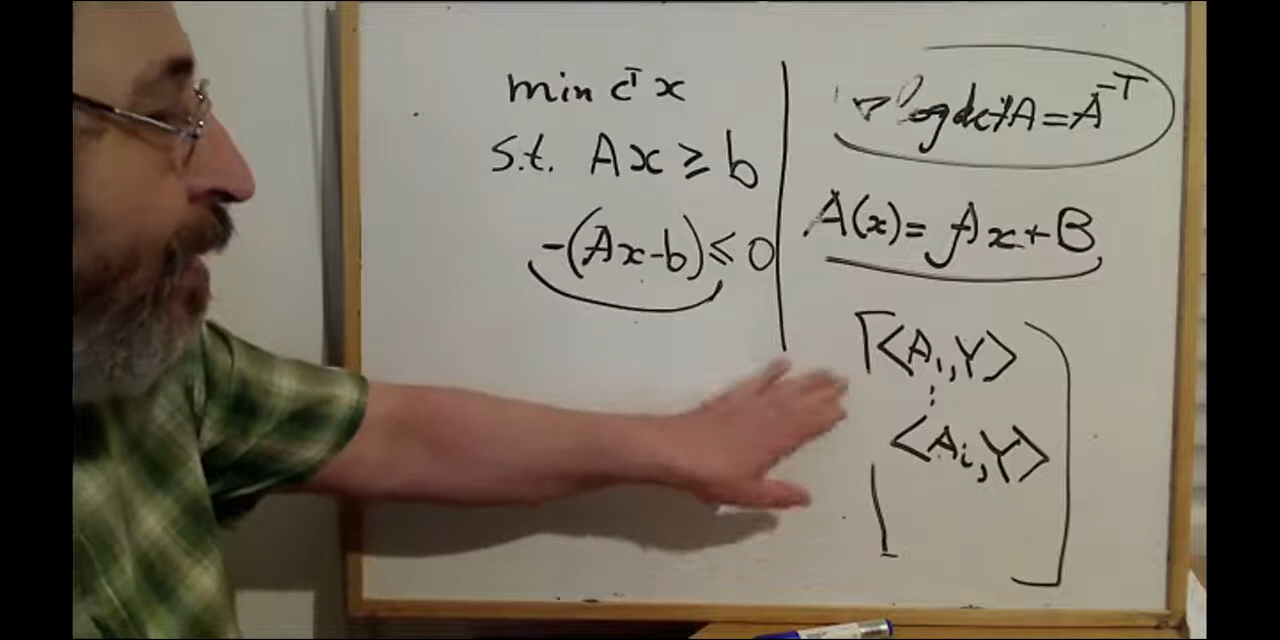 min cᵀx
s.t. Ax ≥ b
-(Ax-b) ≤ 0
∇ log det A = A⁻ᵀ
A(x) = Ax+B
⟨A₁,Y⟩
⋮
⟨Aᵢ,Y⟩